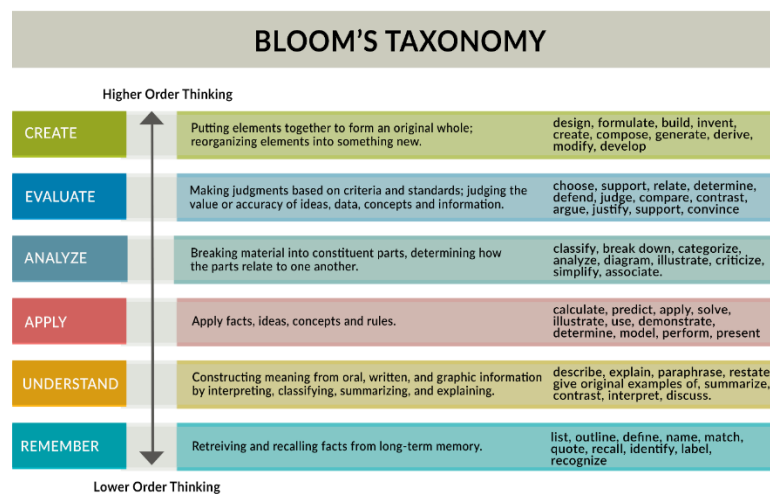 BLOOM'S TAXONOMY
Higher Order Thinking
CREATE
Putting elements together to form an original whole;
reorganizing elements into something new.
design, formulate, build, invent,
create, compose, generate, derive,
modify, develop
EVALUATE
Making judgments based on criteria and standards; judging the
value or accuracy of ideas, data, concepts and information.
choose, support, relate, determine,
defend, judge, compare, contrast,
argue, justify, support, convince
ANALYZE
Breaking material into constituent parts, determining how
the parts relate to one another.
classify, break down, categorize,
analyze, diagram, illustrate, criticize,
simplify, associate.
APPLY
Apply facts, ideas, concepts and rules.
calculate, predict, apply, solve,
illustrate, use, demonstrate,
determine, model, perform, present
UNDERSTAND
Constructing meaning from oral, written, and graphic information
by interpreting, classifying, summarizing, and explaining.
describe, explain, paraphrase, restate
give original examples of, summarize,
contrast, interpret, discuss.
REMEMBER
Retreiving and recalling facts from long-term memory.
list, outline, define, name, match,
quote, recall, identify, label,
recognize
Lower Order Thinking